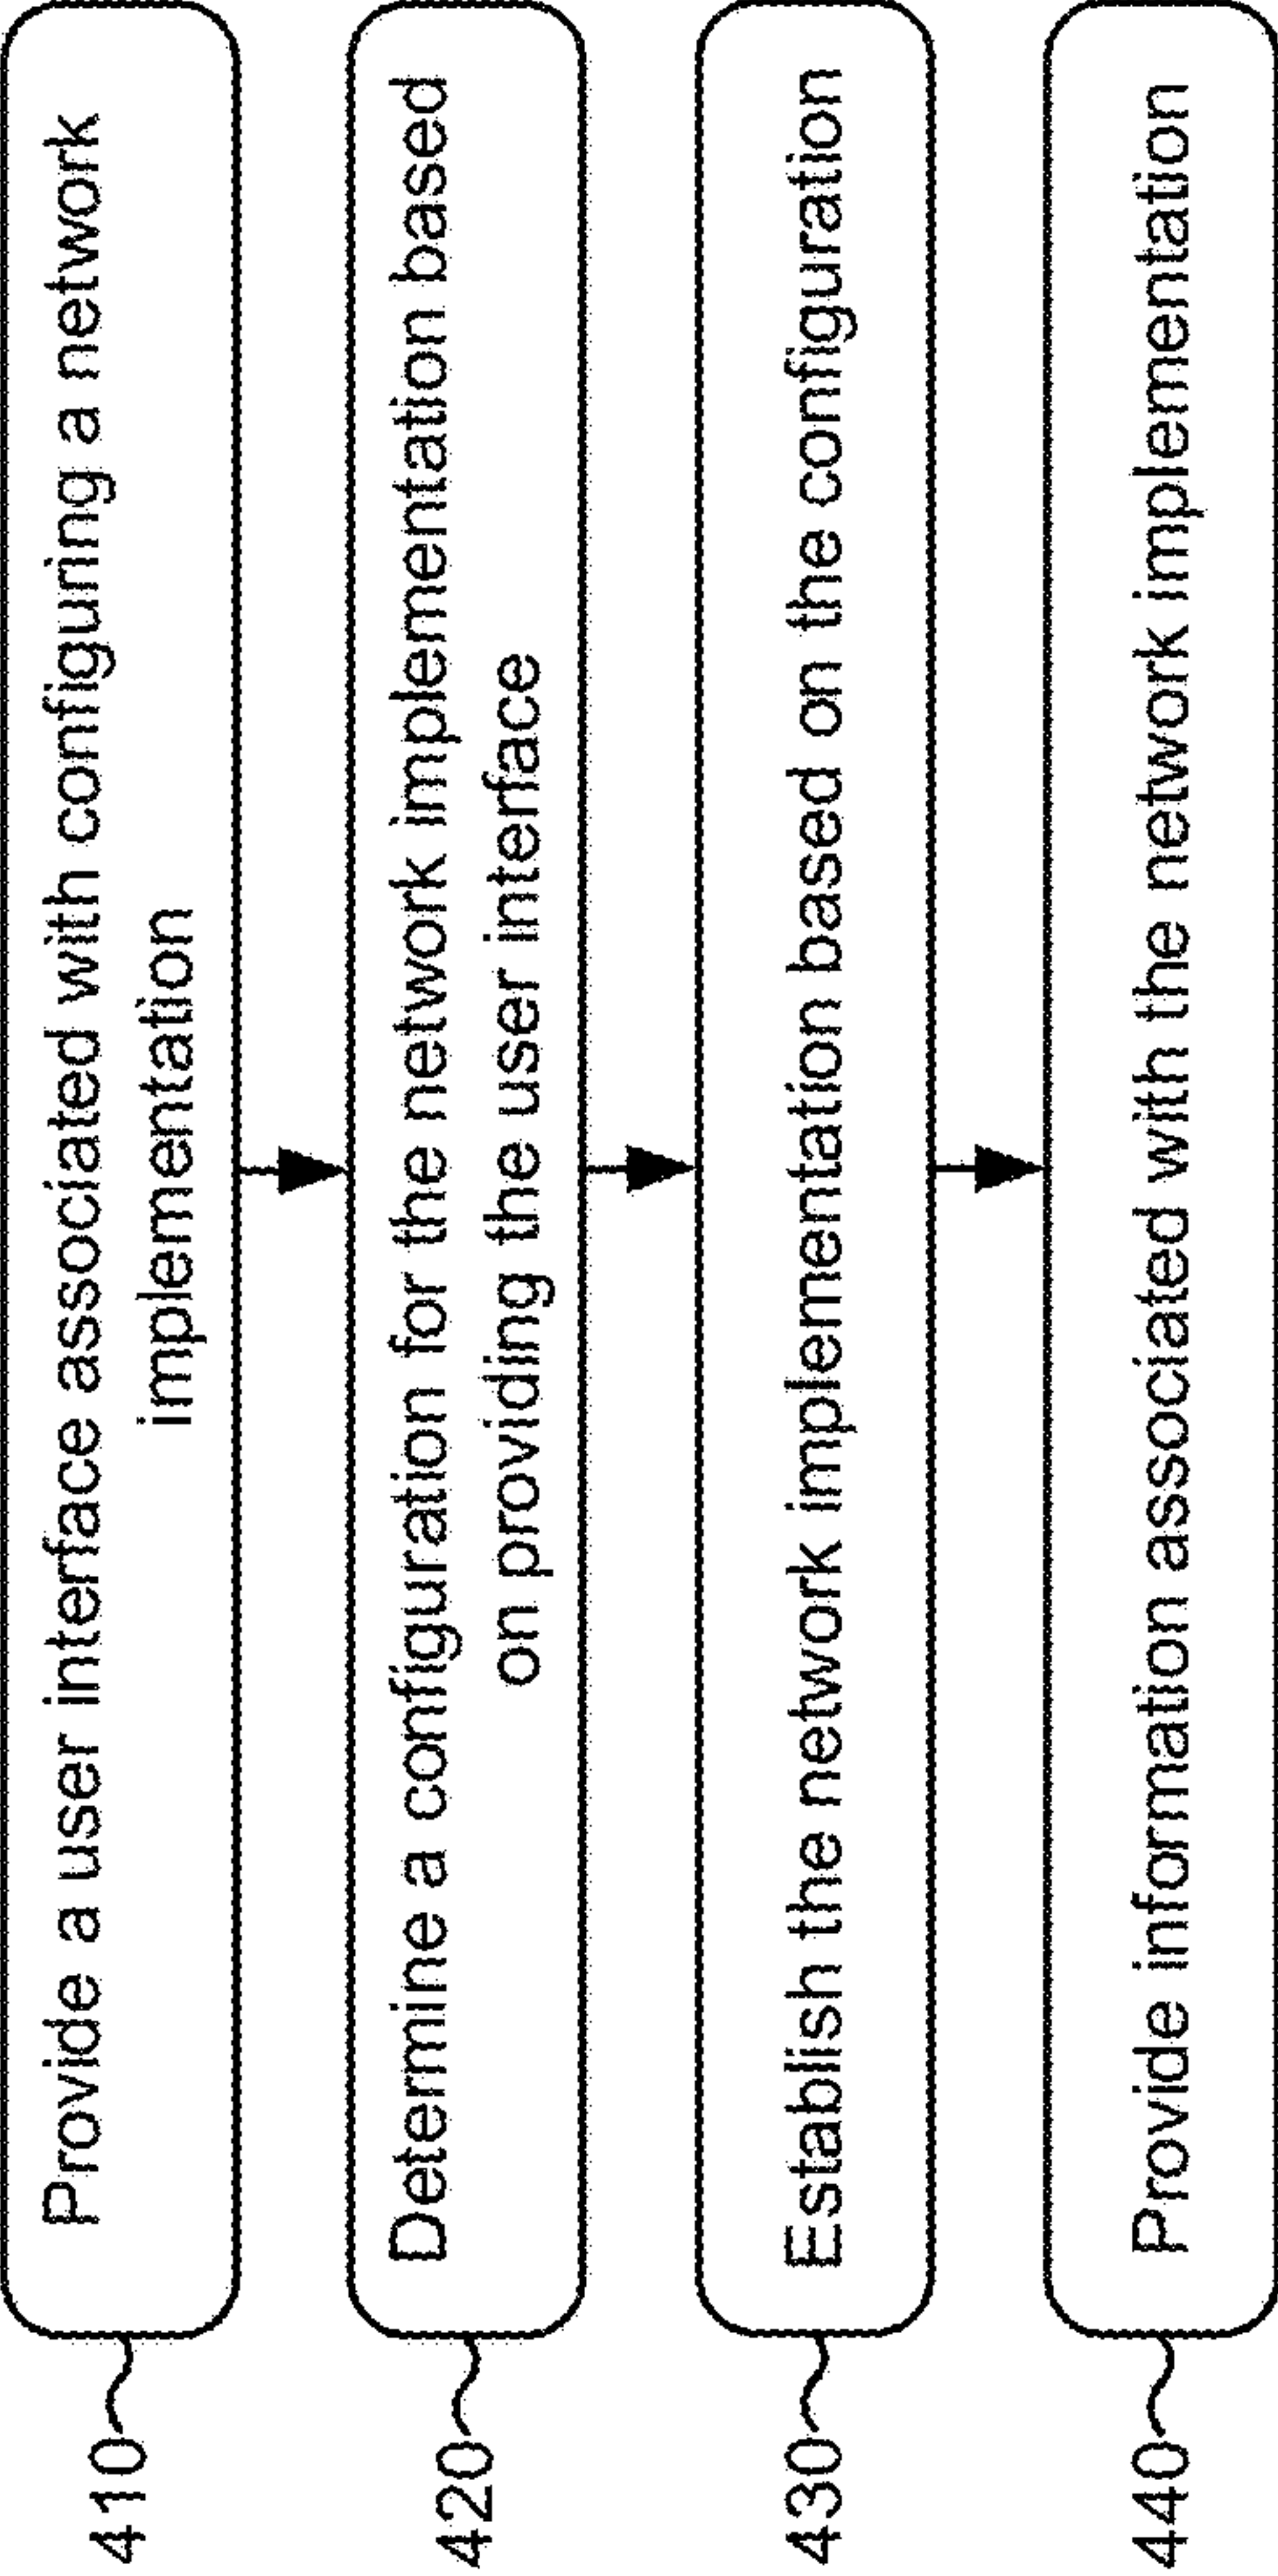 410
Provide a user interface associated with configuring a network
implementation
420
Determine a configuration for the network implementation based
on providing the user interface
430
Establish the network implementation based on the configuration
440
Provide information associated with the network implementation